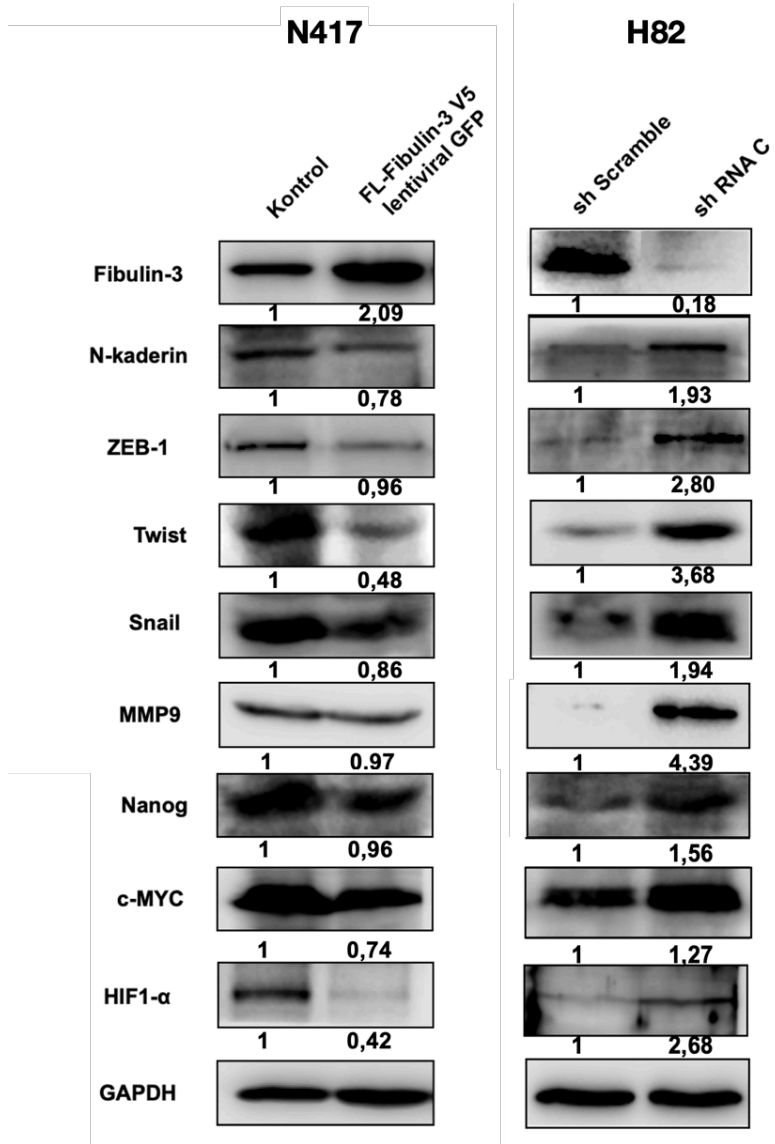 N417
H82
Kontrol
FL-Fibulin-3 V5
lentiviral GFP
sh Scramble
sh RNA C
Fibulin-3
1 2,09 1 0,18
N-kaderin
1 0,78 1 1,93
ZEB-1
1 0,96 1 2,80
Twist
1 0,48 1 3,68
Snail
1 0,86 1 1,94
MMP9
1 0.97 1 4,39
Nanog
1 0,96 1 1,56
c-MYC
1 0,74 1 1,27
HIF1-α
1 0,42 1 2,68
GAPDH